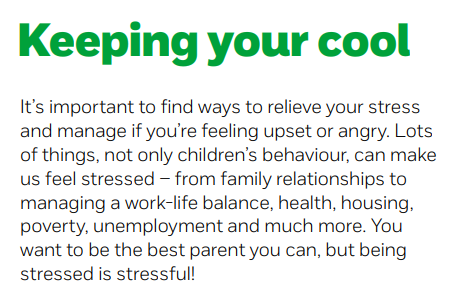 Keeping your cool
It’s important to find ways to relieve your stress
and manage if you’re feeling upset or angry. Lots
of things, not only children’s behaviour, can make
us feel stressed – from family relationships to
managing a work-life balance, health, housing,
poverty, unemployment and much more. You
want to be the best parent you can, but being
stressed is stressful!